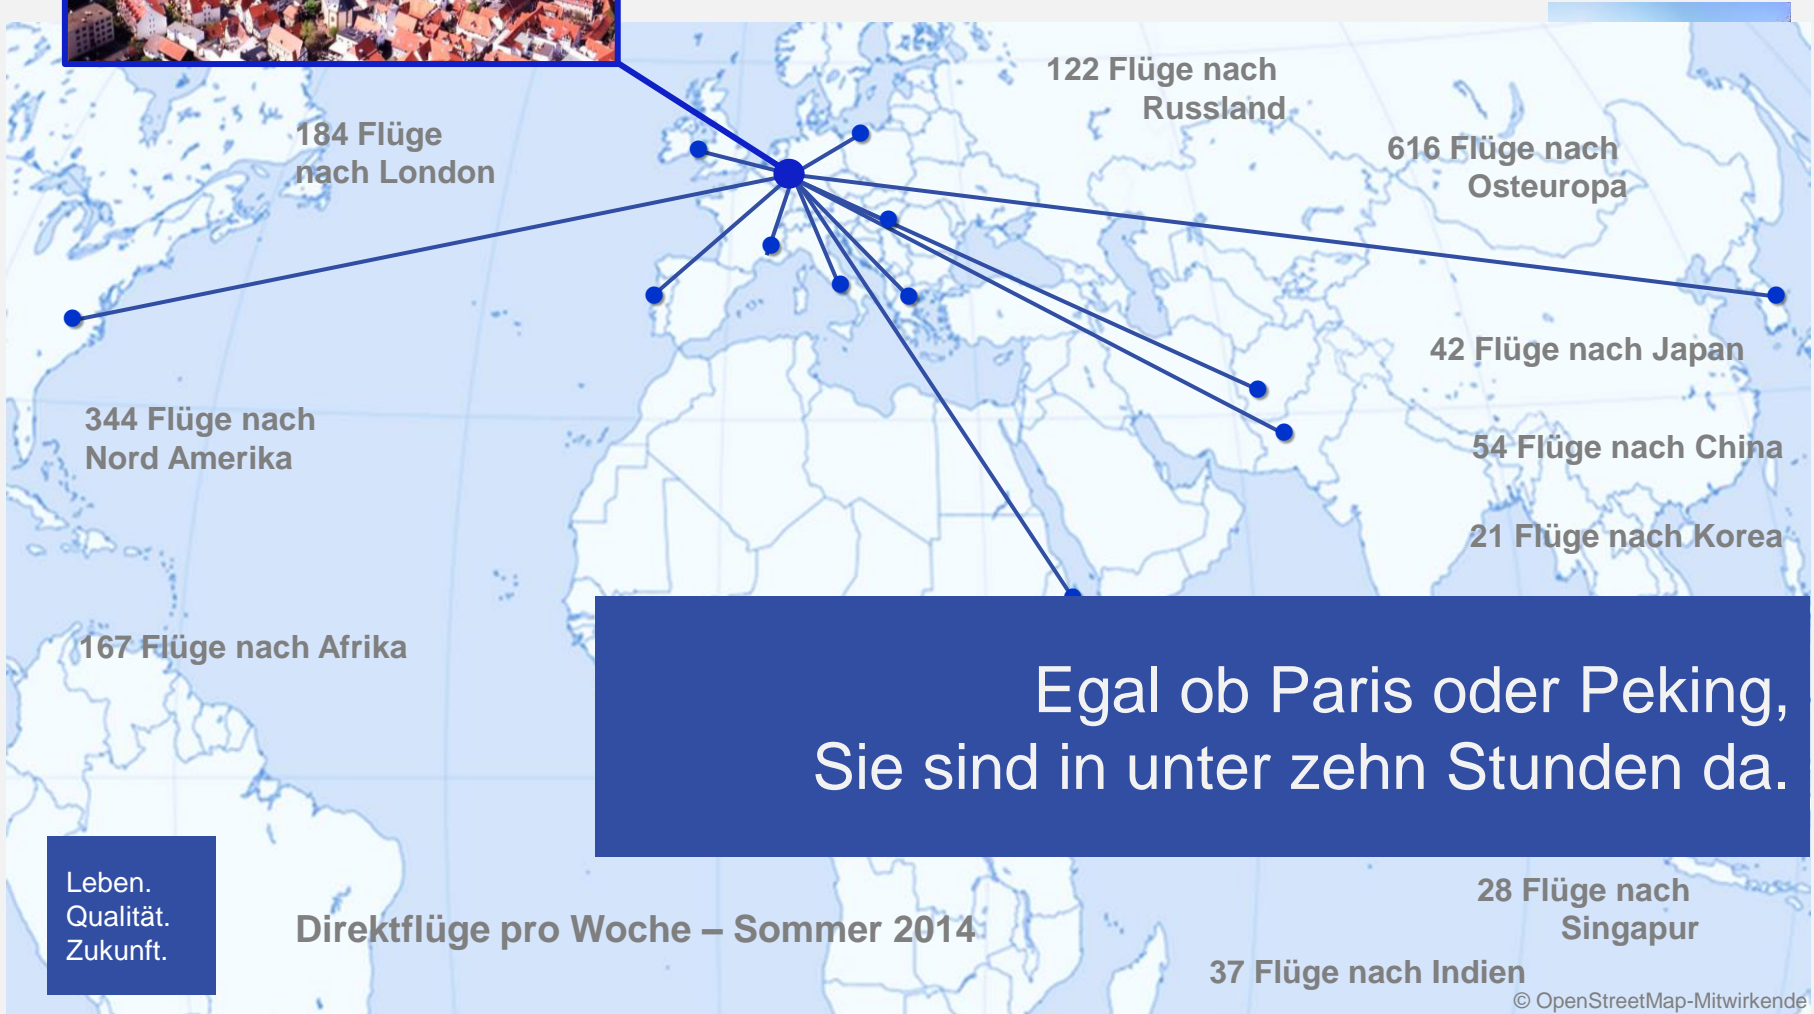 122 Flüge nach
Russland
184 Flüge
nach London
616 Flüge nach
Osteuropa
42 Flüge nach Japan
344 Flüge nach
Nord Amerika
54 Flüge nach China
21 Flüge nach Korea
167 Flüge nach Afrika
Egal ob Paris oder Peking,
Sie sind in unter zehn Stunden da.
Leben.
Qualität.
Zukunft.
Direktflüge pro Woche – Sommer 2014
28 Flüge nach
Singapur
37 Flüge nach Indien
© OpenStreetMap-Mitwirkende